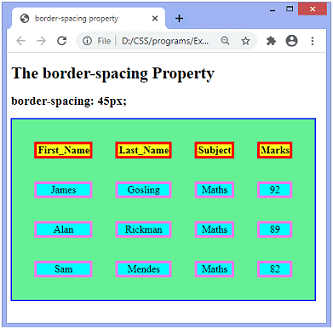 border-spacing property
File
D:/CSS/programs/Ex...
The border-spacing Property
border-spacing: 45px;
First_Name Last_Name Subject Marks
James Gosling Maths 92
Alan Rickman Maths 89
Sam Mendes Maths 82